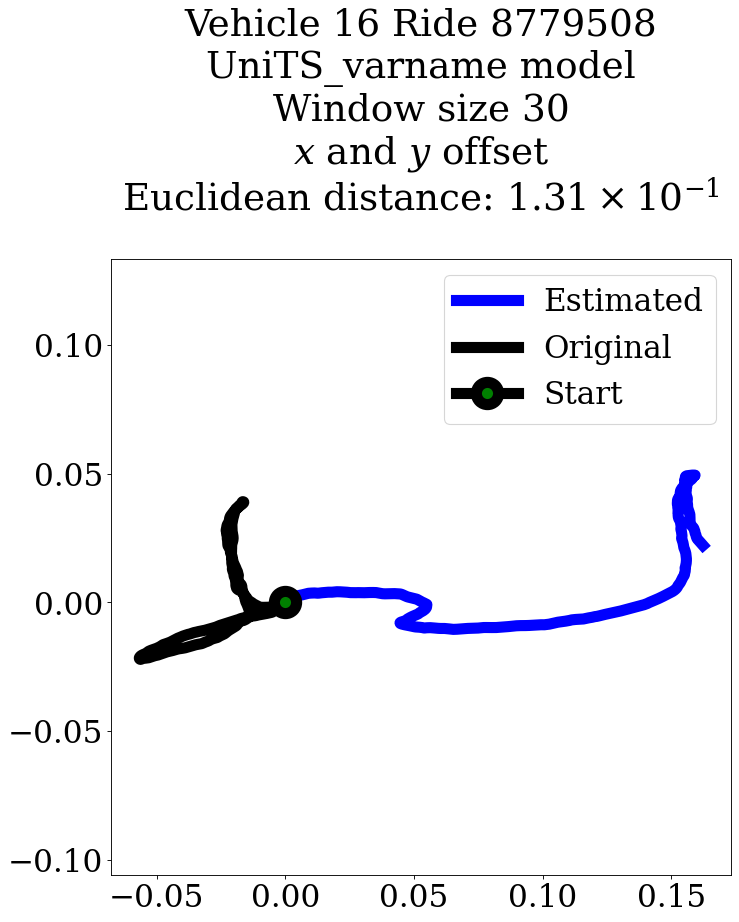 Vehicle 16 Ride 8779508
UniTS_varname model
Window size 30
x and y offset
Euclidean distance: 1.31 × 10⁻¹
Estimated
Original
Start
0.10
0.05
0.00
−0.05
−0.10
−0.05 0.00 0.05 0.10 0.15